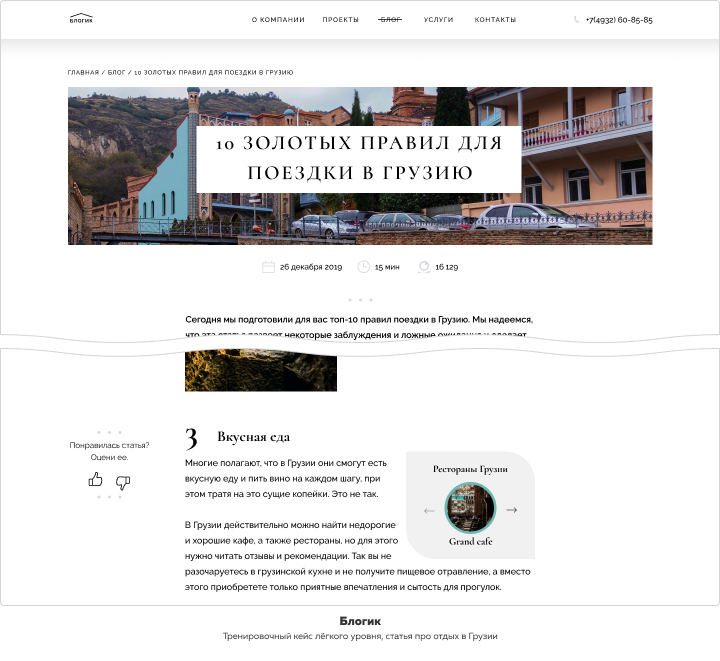 БЛОГИК
О КОМПАНИИ ПРОЕКТЫ БЛОГ УСЛУГИ КОНТАКТЫ +7(4932) 60-85-85
ГЛАВНАЯ / БЛОГ / 10 ЗОЛОТЫХ ПРАВИЛ ДЛЯ ПОЕЗДКИ В ГРУЗИЮ
10 ЗОЛОТЫХ ПРАВИЛ ДЛЯ
ПОЕЗДКИ В ГРУЗИЮ
26 декабря 2019 15 мин 16 129
Сегодня мы подготовили для вас топ-10 правил поездки в Грузию. Мы надеемся,
что эта статья развеет некоторые заблуждения и ложные ожидания и сделает
Понравилась статья?
Оцени ее.
3 Вкусная еда
Многие полагают, что в Грузии они смогут есть
вкусную еду и пить вино на каждом шагу, при
этом тратя на это сущие копейки. Это не так.
В Грузии действительно можно найти недорогие
и хорошие кафе, а также рестораны, но для этого
нужно читать отзывы и рекомендации. Так вы не
разочаруетесь в грузинской кухне и не получите пищевое отравление, а вместо
этого приобретете только приятные впечатления и сытость для прогулок.
Рестораны Грузии
Grand cafe
Блогик
Тренировочный кейс лёгкого уровня, статья про отдых в Грузии